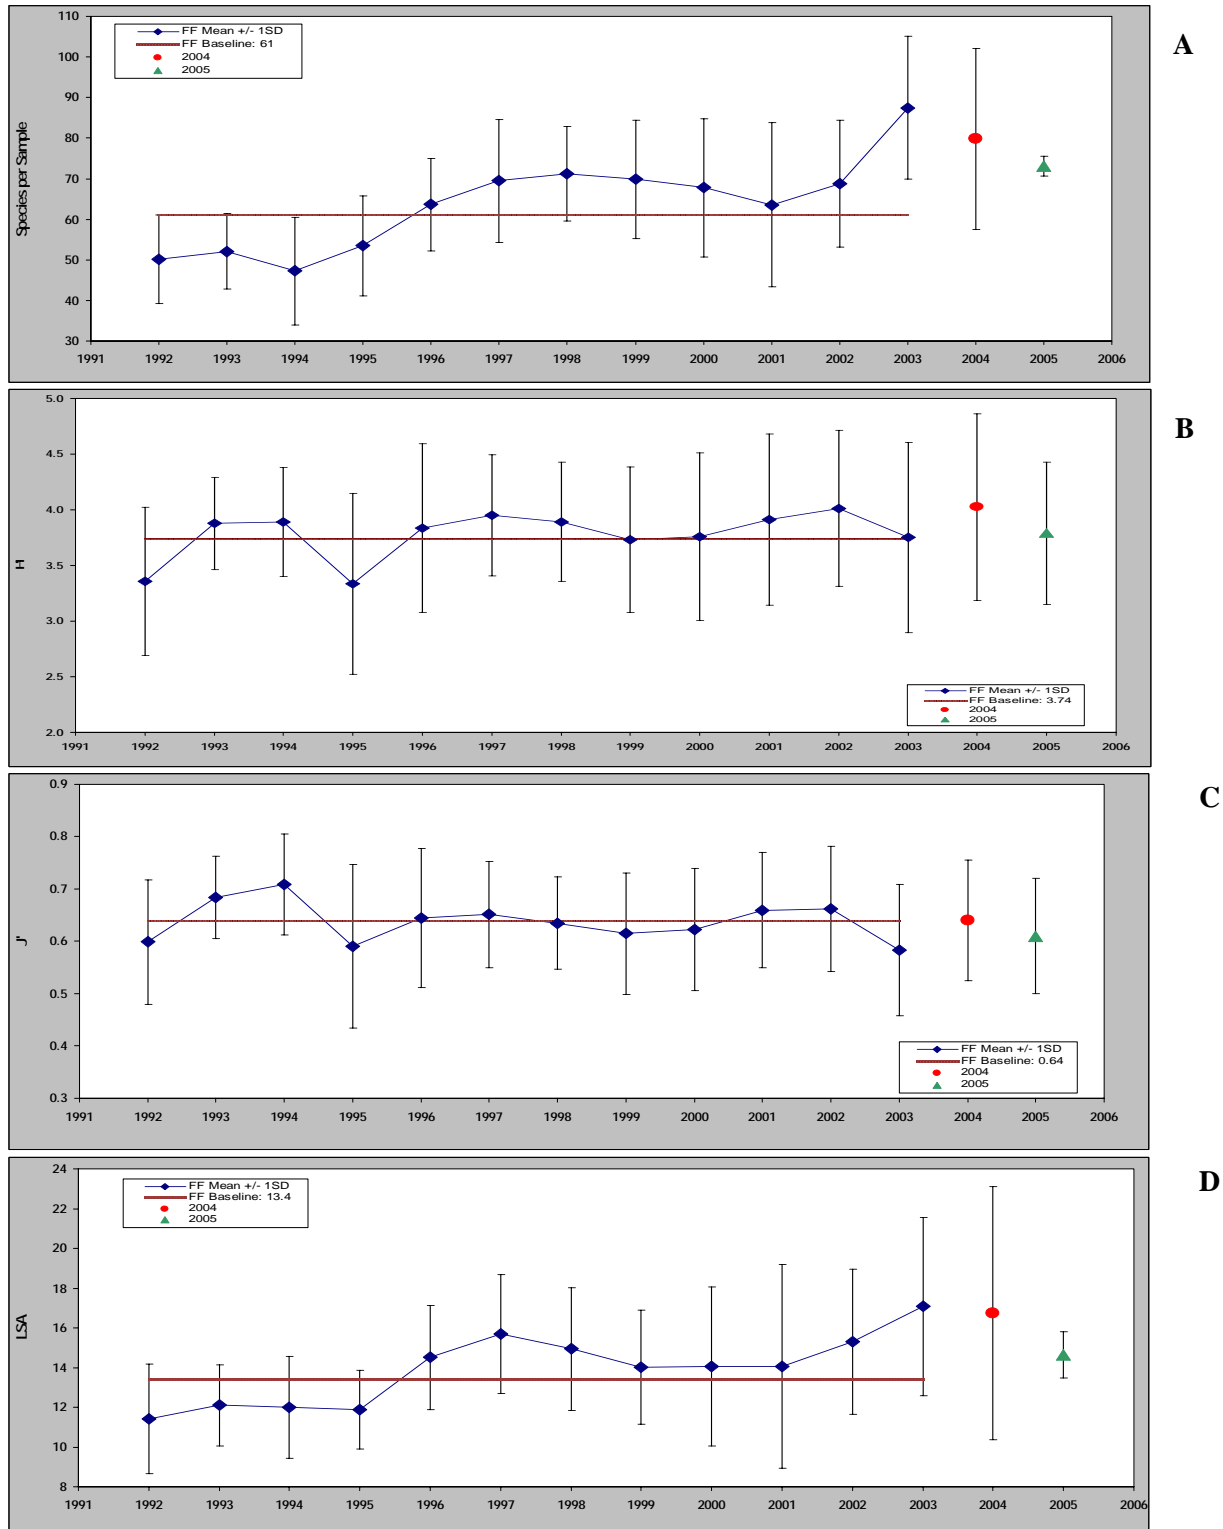 110
100
90
80
70
60
50
40
30
Species per Sample
FF Mean +/- 1SD
FF Baseline: 61
2004
2005
1991 1992 1993 1994 1995 1996 1997 1998 1999 2000 2001 2002 2003 2004 2005 2006
A
5.0
4.5
4.0
3.5
3.0
2.5
2.0
H
FF Mean +/- 1SD
FF Baseline: 3.74
2004
2005
1991 1992 1993 1994 1995 1996 1997 1998 1999 2000 2001 2002 2003 2004 2005 2006
B
0.9
0.8
0.7
0.6
0.5
0.4
0.3
J'
FF Mean +/- 1SD
FF Baseline: 0.64
2004
2005
1991 1992 1993 1994 1995 1996 1997 1998 1999 2000 2001 2002 2003 2004 2005 2006
C
24
22
20
18
16
14
12
10
8
LSA
FF Mean +/- 1SD
FF Baseline: 13.4
2004
2005
1991 1992 1993 1994 1995 1996 1997 1998 1999 2000 2001 2002 2003 2004 2005 2006
D